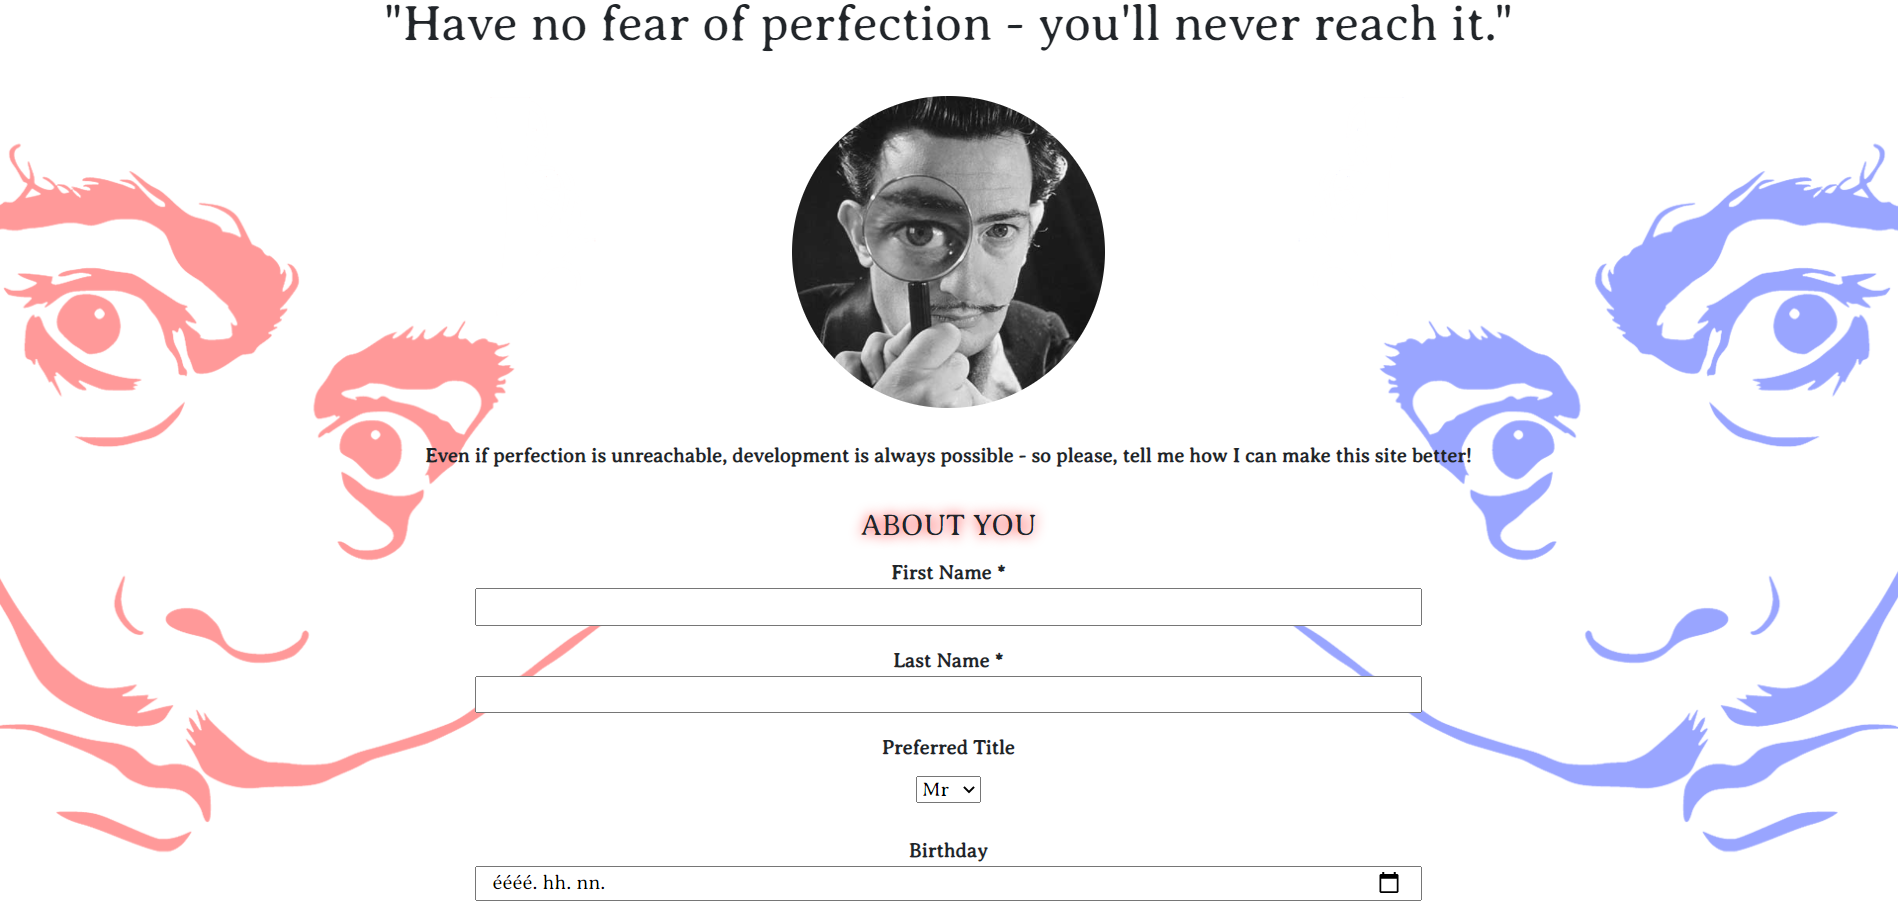 "Have no fear of perfection - you'll never reach it."
Even if perfection is unreachable, development is always possible - so please, tell me how I can make this site better!
ABOUT YOU
First Name *
Last Name *
Preferred Title
Mr
Birthday
éééé. hh. nn.